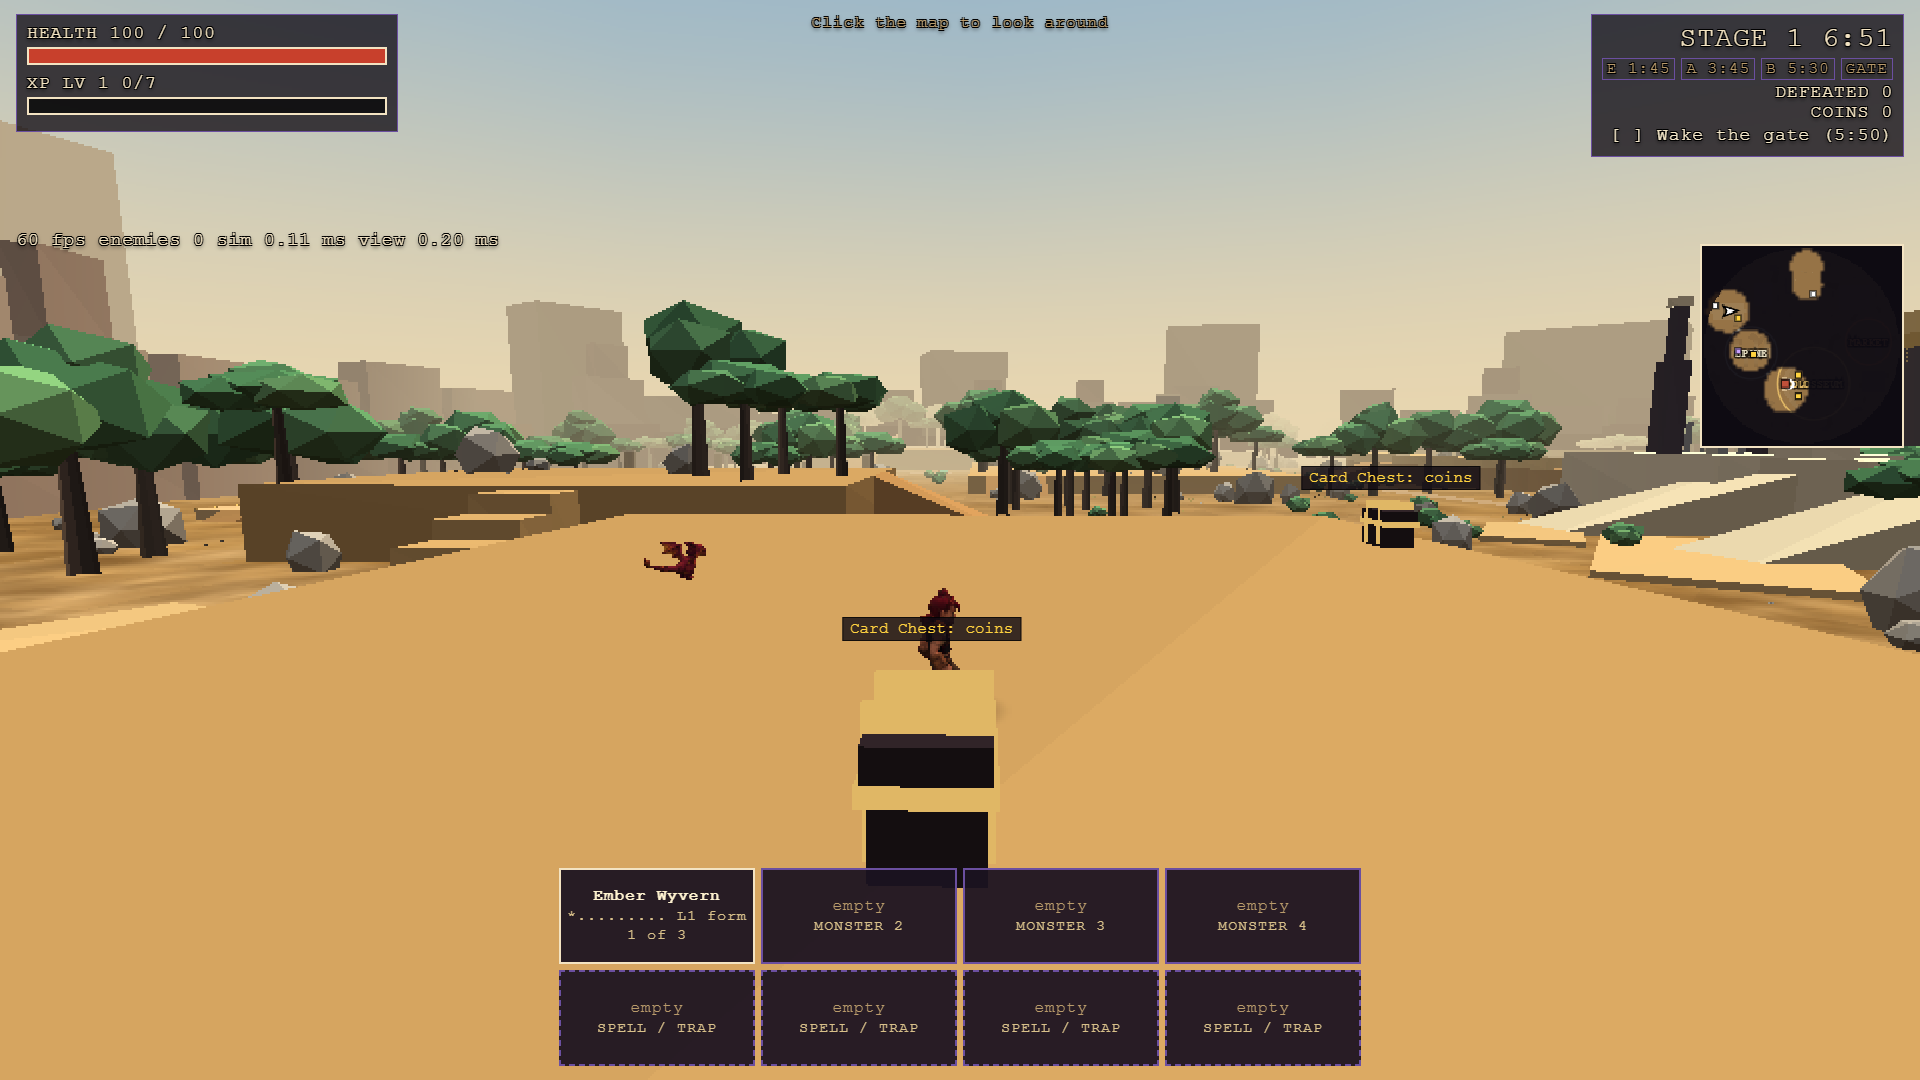 HEALTH 100 / 100
XP LV 1 0/7
Click the map to look around
STAGE 1 6:51
E 1:45 A 3:45 B 5:30 GATE
DEFEATED 0
COINS 0
[ ] Wake the gate (5:50)
60 fps enemies 0 sim 0.11 ms view 0.20 ms
Card Chest: coins
Card Chest: coins
Ember Wyvern
*......... L1 form
1 of 3
empty
MONSTER 2
empty
MONSTER 3
empty
MONSTER 4
empty
SPELL / TRAP
empty
SPELL / TRAP
empty
SPELL / TRAP
empty
SPELL / TRAP